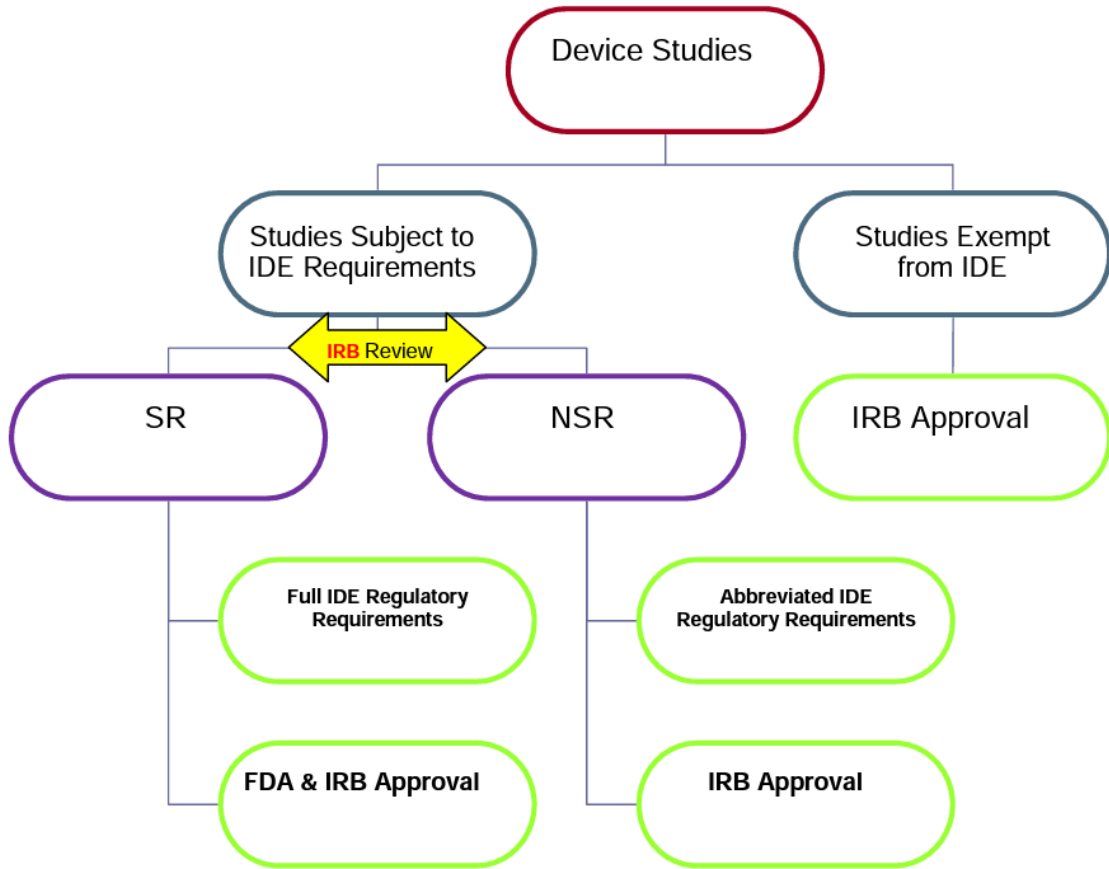 Device Studies
Studies Subject to
IDE Requirements
Studies Exempt
from IDE
IRB Review
SR
NSR
IRB Approval
Full IDE Regulatory
Requirements
Abbreviated IDE
Regulatory Requirements
FDA & IRB Approval
IRB Approval